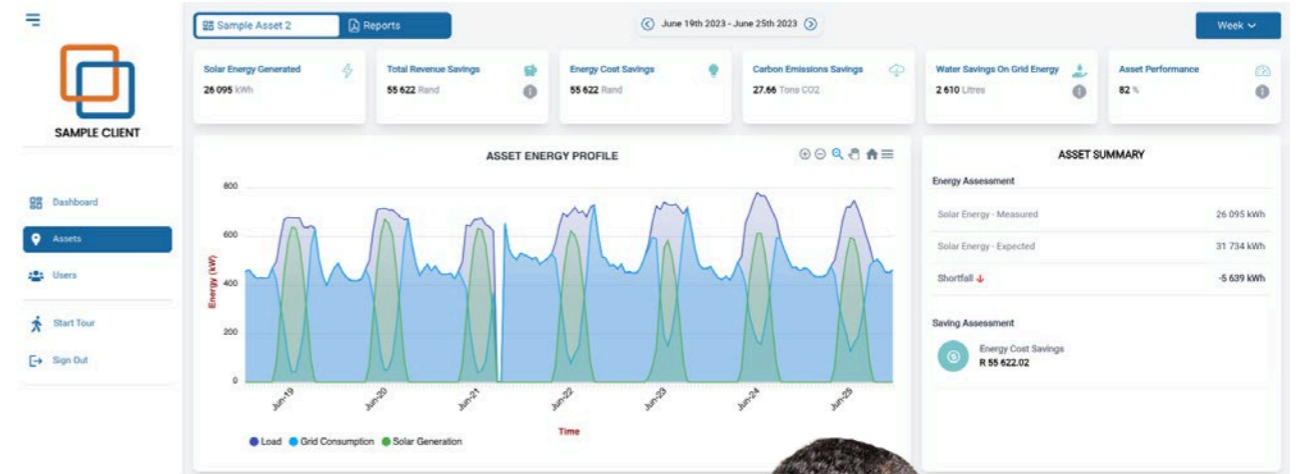 Sample Asset 2
Reports
June 19th 2023 - June 25th 2023
Week
SAMPLE CLIENT
Dashboard
Assets
Users
Start Tour
Sign Out
Solar Energy Generated
26 095 kWh
Total Revenue Savings
55 622 Rand
Energy Cost Savings
55 622 Rand
Carbon Emissions Savings
27.66 Tons CO2
Water Savings On Grid Energy
2 610 Litres
Asset Performance
82 %
ASSET ENERGY PROFILE
Energy (kW)
800
600
400
200
0
Jun-19
Jun-20
Jun-21
Jun-22
Jun-23
Jun-24
Jun-25
Time
Load Grid Consumption Solar Generation
ASSET SUMMARY
Energy Assessment
Solar Energy - Measured 26 095 kWh
Solar Energy - Expected 31 734 kWh
Shortfall -5 639 kWh
Saving Assessment
Energy Cost Savings
R 55 622.02